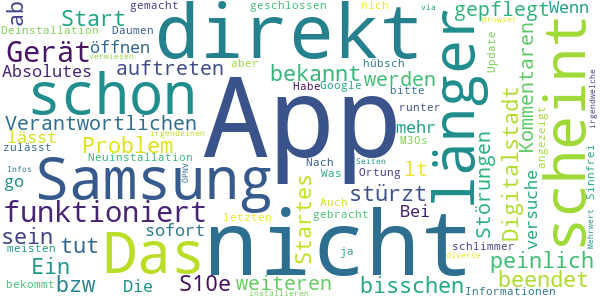 ab
Deinstallation
verwiesen
Start
gemacht
Daumen
öffnen
direkt
geschlossen
nich
aber
hübsch
via
gepflegt
Wenn
browser
irgendwelche
Gerät
Absolutes
auftreten
bekannt
werden
länger
Update
Digitalstadt
Kommentaren
angezeigt
scheint
schon
App
Habe
Google
bitte
runter
mehr
M30s
Verantwortlichen
lässt
zulässt
Problem
irgendeinen
Neuinstallation
Nach
Seiten
Was
Ortung
lt
Störungen
versuche
Sinnfrei
Infos
go
Samsung
ÖPNV
stürzt
Auch
gebracht
Bei
funktioniert
letzten
Startes
nicht
sein
tut
sofort
Das
ja
schlimmer
peinlich
Mehrwert
meisten
Ein
bekommt
bzw
Die
S10e
weiteren
installieren
bisschen
diverse
Informationen
beendet